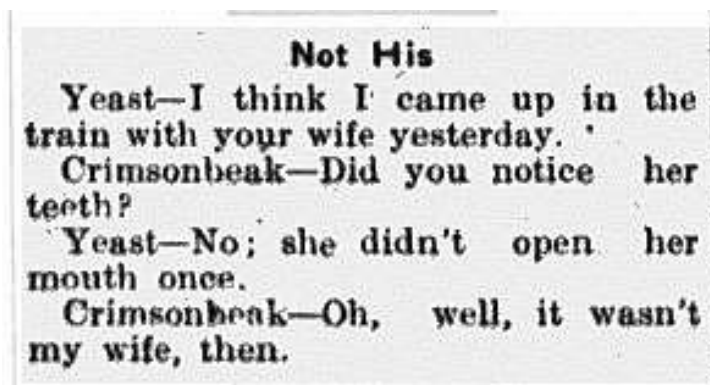 Not His
Yeast—I think I came up in the
train with your wife yesterday.
Crimsonbeak—Did you notice her
teeth?
Yeast—No; she didn't open her
mouth once.
Crimsonbeak—Oh, well, it wasn't
my wife, then.